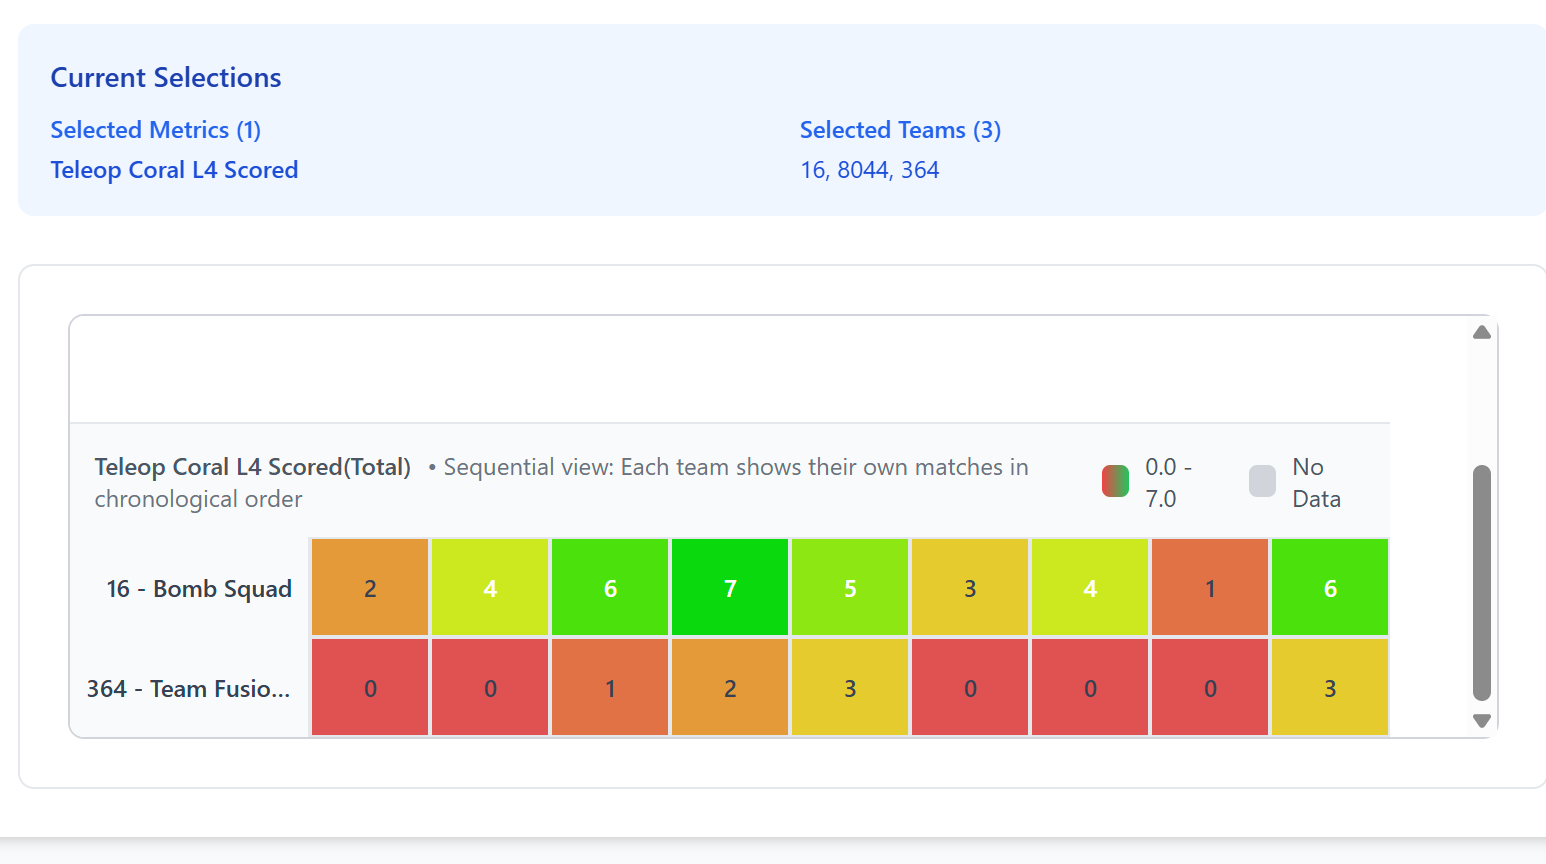 Current Selections
Selected Metrics (1)
Teleop Coral L4 Scored
Selected Teams (3)
16, 8044, 364
Teleop Coral L4 Scored(Total) • Sequential view: Each team shows their own matches in
chronological order
0.0 -
7.0
No
Data
16 - Bomb Squad 2 4 6 7 5 3 4 1 6
364 - Team Fusio... 0 0 1 2 3 0 0 0 3